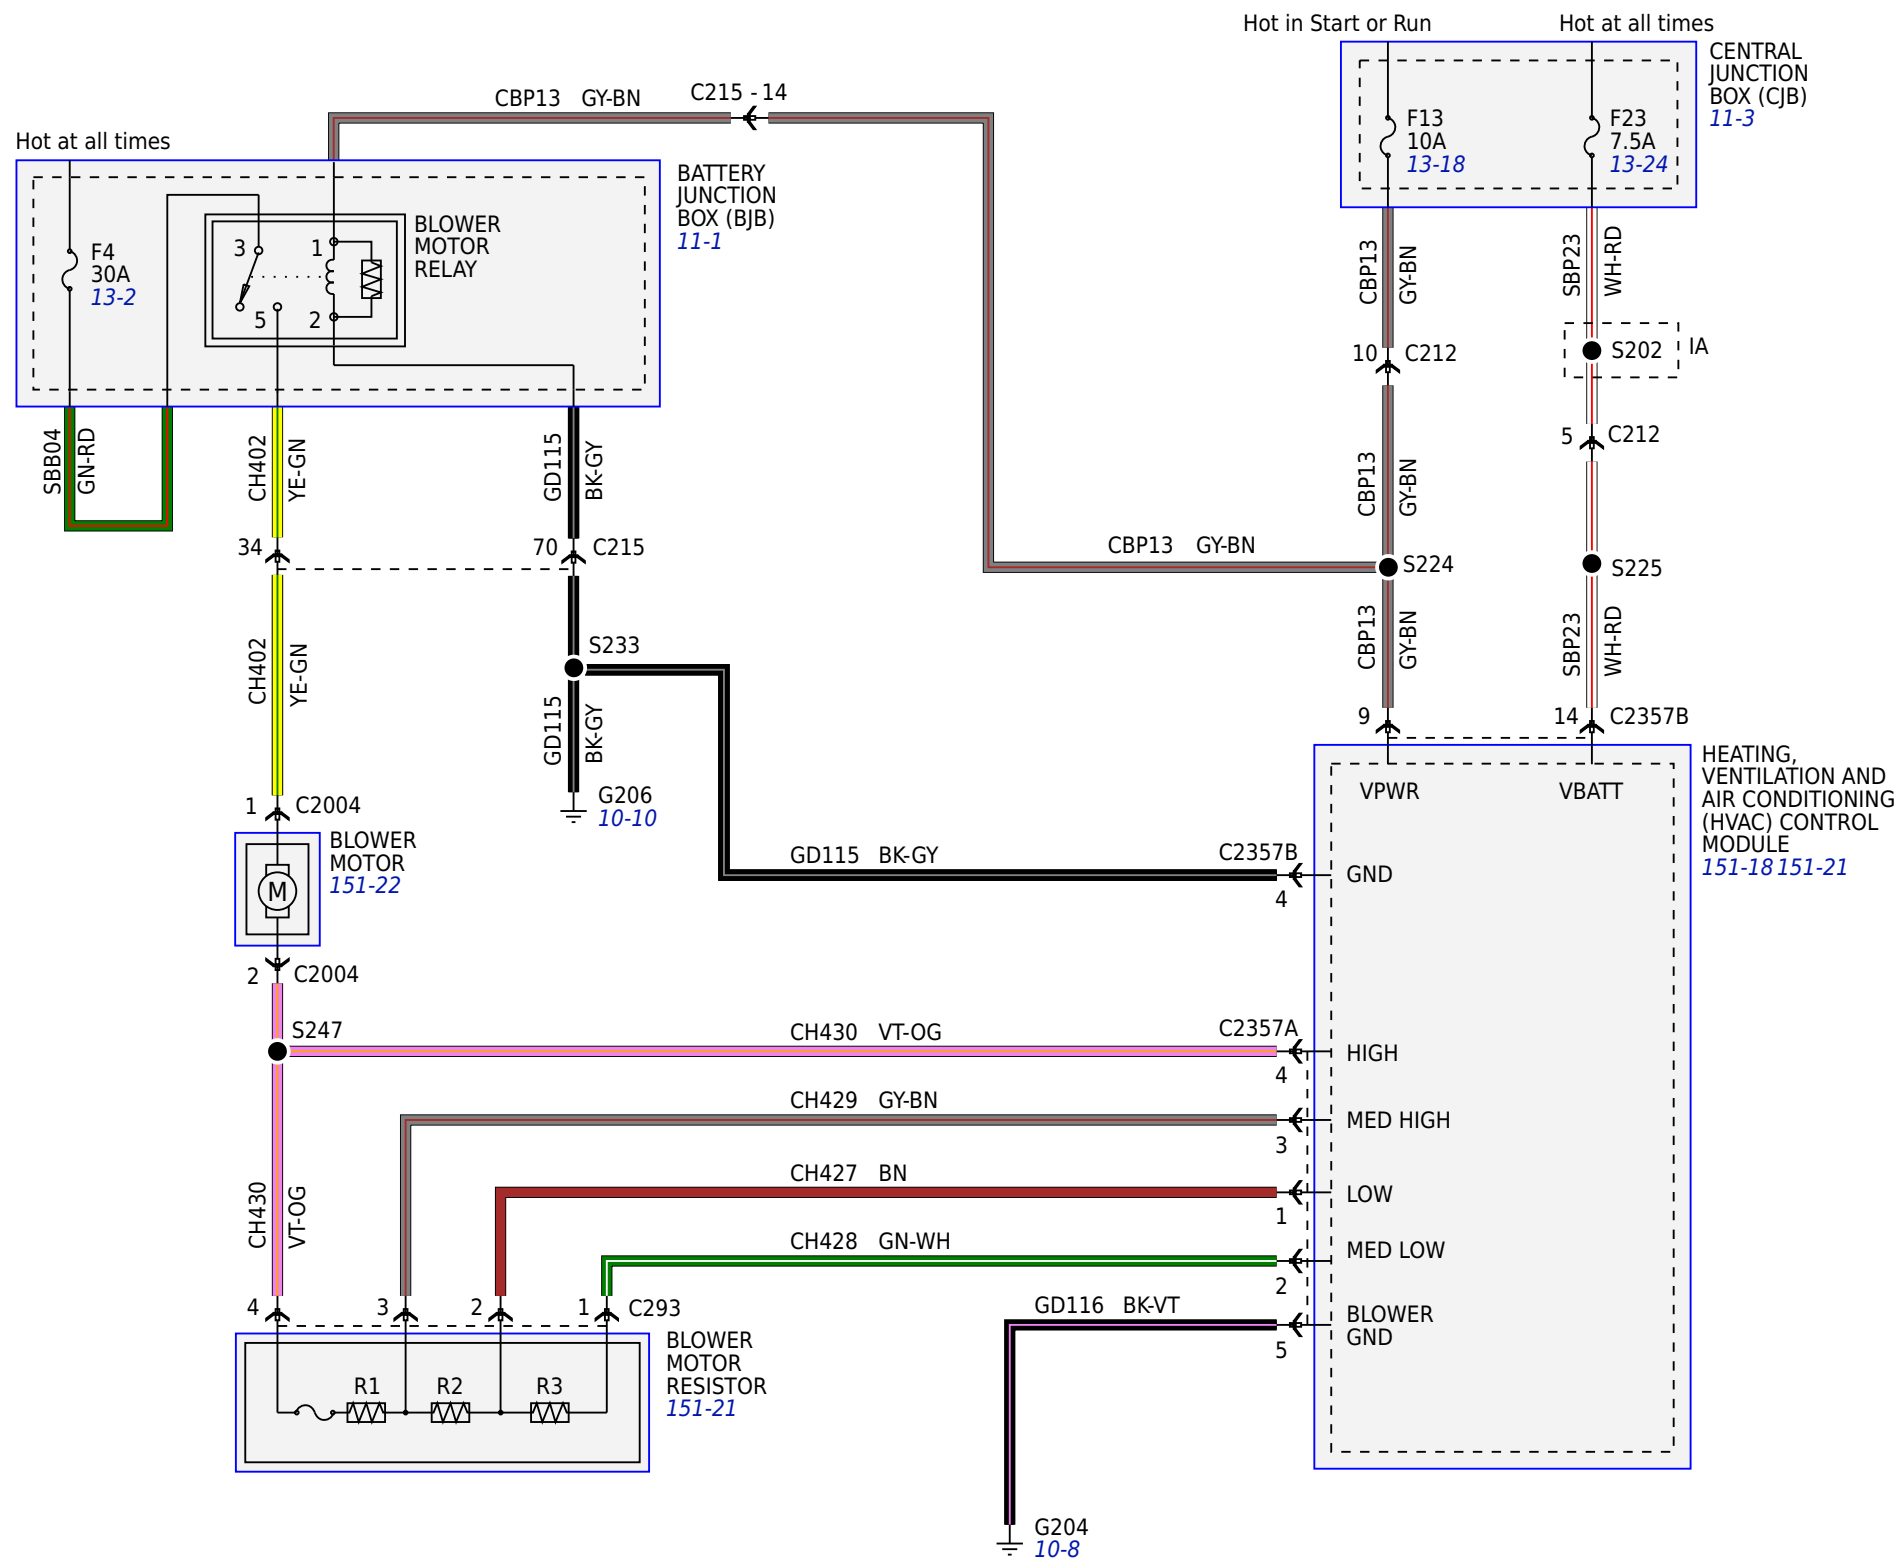 Hot in Start or Run
Hot at all times
CENTRAL
JUNCTION
BOX (CJB)
11-3
F13
10A
13-18
F23
7.5A
13-24
CBP13 GY-BN
C215 - 14
Hot at all times
BATTERY
JUNCTION
BOX (BJB)
11-1
F4
30A
13-2
BLOWER
MOTOR
RELAY
3
1
5
2
SBB04
GN-RD
CH402
YE-GN
GD115
BK-GY
CBP13
GY-BN
SBP23
WH-RD
10
C212
S202
IA
5
C212
CBP13
GY-BN
34
70
C215
CBP13 GY-BN
S224
S225
CH402
YE-GN
S233
GD115
BK-GY
CBP13
GY-BN
SBP23
WH-RD
9
14
C2357B
G206
10-10
1
C2004
BLOWER
MOTOR
151-22
M
2
C2004
HEATING,
VENTILATION AND
AIR CONDITIONING
(HVAC) CONTROL
MODULE
151-18 151-21
VPWR
VBATT
GD115 BK-GY
C2357B
4
GND
S247
CH430 VT-OG
C2357A
4
HIGH
CH429 GY-BN
3
MED HIGH
CH427 BN
1
LOW
CH428 GN-WH
2
MED LOW
GD116 BK-VT
5
BLOWER
GND
CH430
VT-OG
4
3
2
1
C293
BLOWER
MOTOR
RESISTOR
151-21
R1
R2
R3
G204
10-8